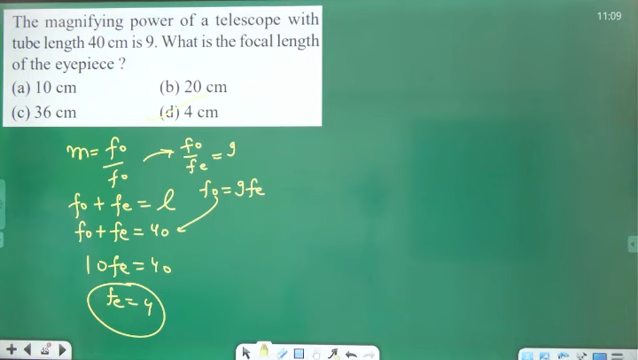 The magnifying power of a telescope with
tube length 40 cm is 9. What is the focal length
of the eyepiece ?
(a) 10 cm (b) 20 cm
(c) 36 cm (d) 4 cm
11:09
m = fo/fo → fo/fe = 9
fo + fe = l fo = 9fe
fo + fe = 40
10fe = 40
fe = 4